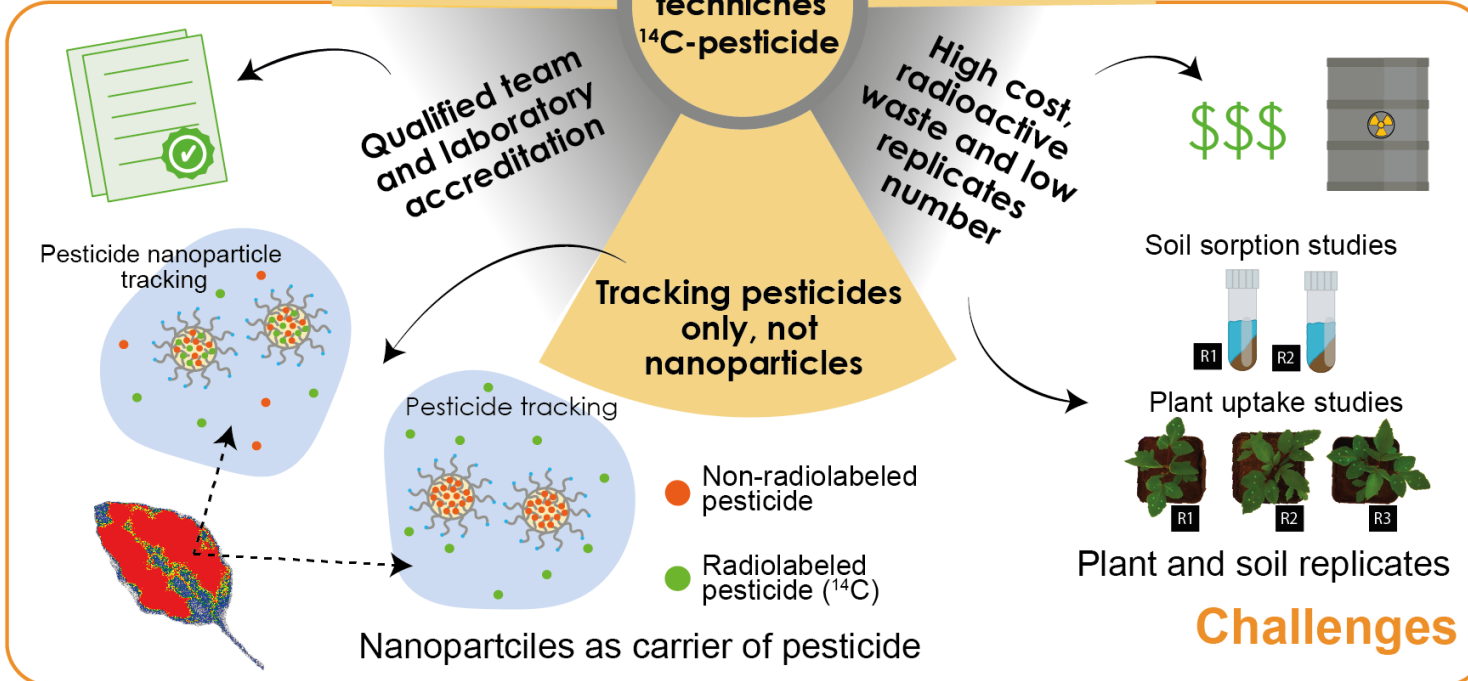 techniches
¹⁴C-pesticide
Qualified team
and laboratory
accreditation
High cost,
radioactive
waste and low
replicates
number
$$$
Tracking pesticides
only, not
nanoparticles
Pesticide nanoparticle
tracking
Pesticide tracking
Non-radiolabeled
pesticide
Radiolabeled
pesticide (¹⁴C)
Nanopartciles as carrier of pesticide
Soil sorption studies
R1
R2
Plant uptake studies
R1
R2
R3
Plant and soil replicates
Challenges